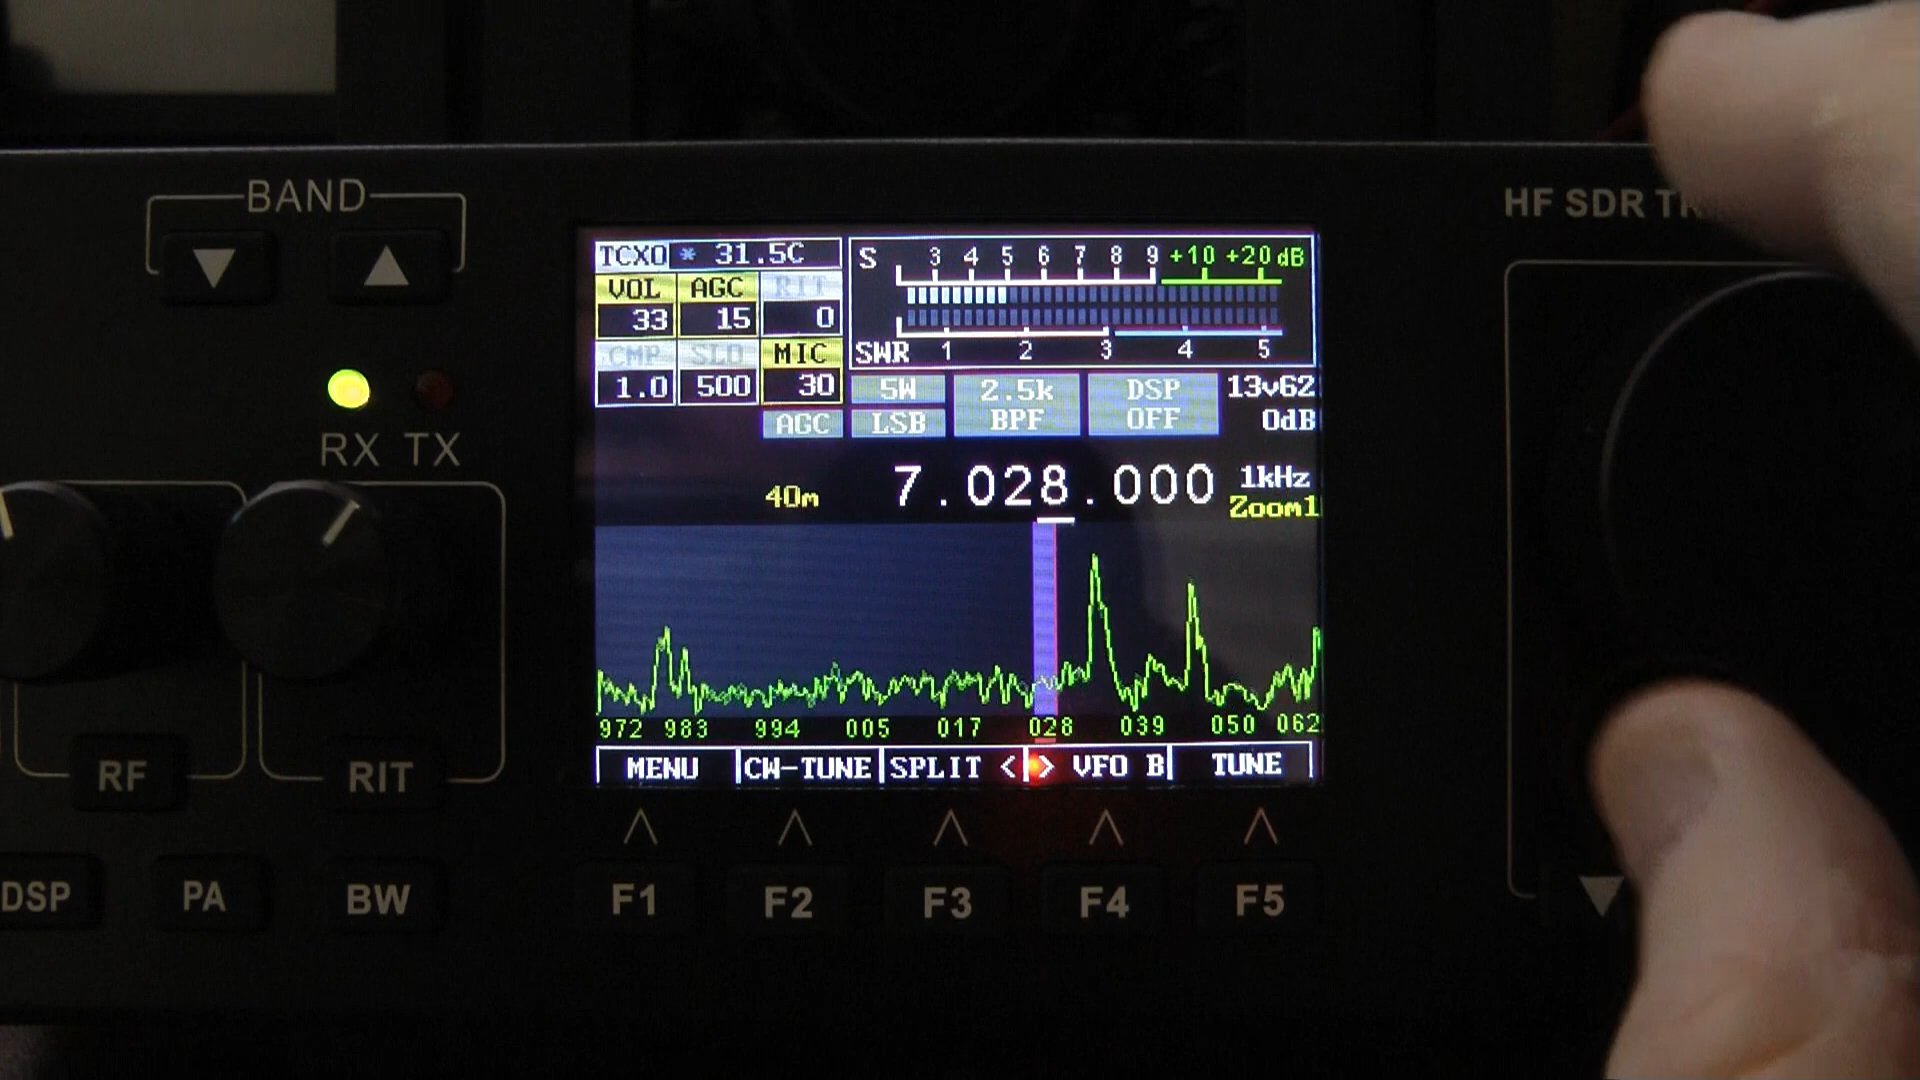 BAND
HF SDR
TCXO * 31.5C
S 3 4 5 6 7 8 9 +10 +20 dB
VOL AGC RIT
33 15 0
CMP SLO MIC
SWR 1 2 3 4 5
1.0 500 30
5W 2.5k DSP 13v62
AGC LSB BPF OFF 0dB
RX TX
40m 7.028.000 1kHz
Zoom1
972 983 994 005 017 028 039 050 062
MENU CW-TUNE SPLIT < > VFO B TUNE
RF RIT
DSP PA BW F1 F2 F3 F4 F5